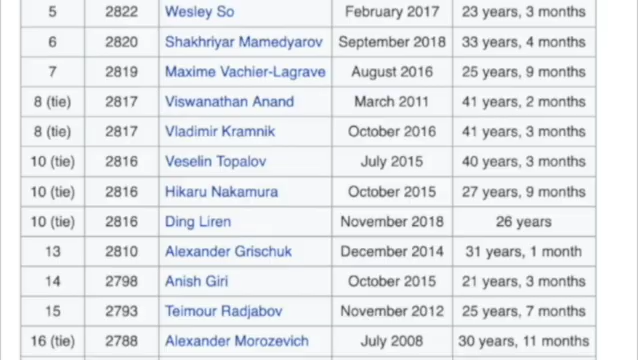 5 2822 Wesley So February 2017 23 years, 3 months
6 2820 Shakhriyar Mamedyarov September 2018 33 years, 4 months
7 2819 Maxime Vachier-Lagrave August 2016 25 years, 9 months
8 (tie) 2817 Viswanathan Anand March 2011 41 years, 2 months
8 (tie) 2817 Vladimir Kramnik October 2016 41 years, 3 months
10 (tie) 2816 Veselin Topalov July 2015 40 years, 3 months
10 (tie) 2816 Hikaru Nakamura October 2015 27 years, 9 months
10 (tie) 2816 Ding Liren November 2018 26 years
13 2810 Alexander Grischuk December 2014 31 years, 1 month
14 2798 Anish Giri October 2015 21 years, 3 months
15 2793 Teimour Radjabov November 2012 25 years, 7 months
16 (tie) 2788 Alexander Morozevich July 2008 30 years, 11 months